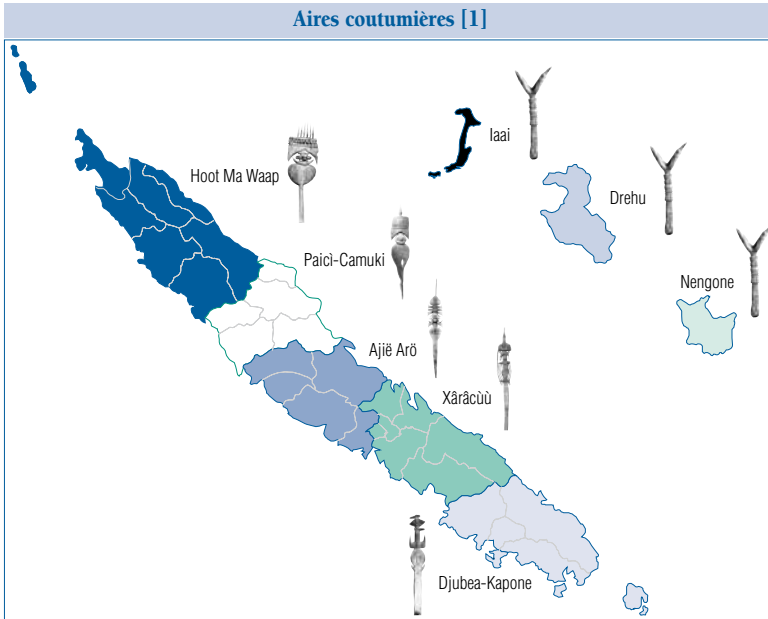 Aires coutumières [1]
Iaai
Hoot Ma Waap
Drehu
Paicì-Camuki
Nengone
Ajië Arö
Xârâcùù
Djubea-Kapone